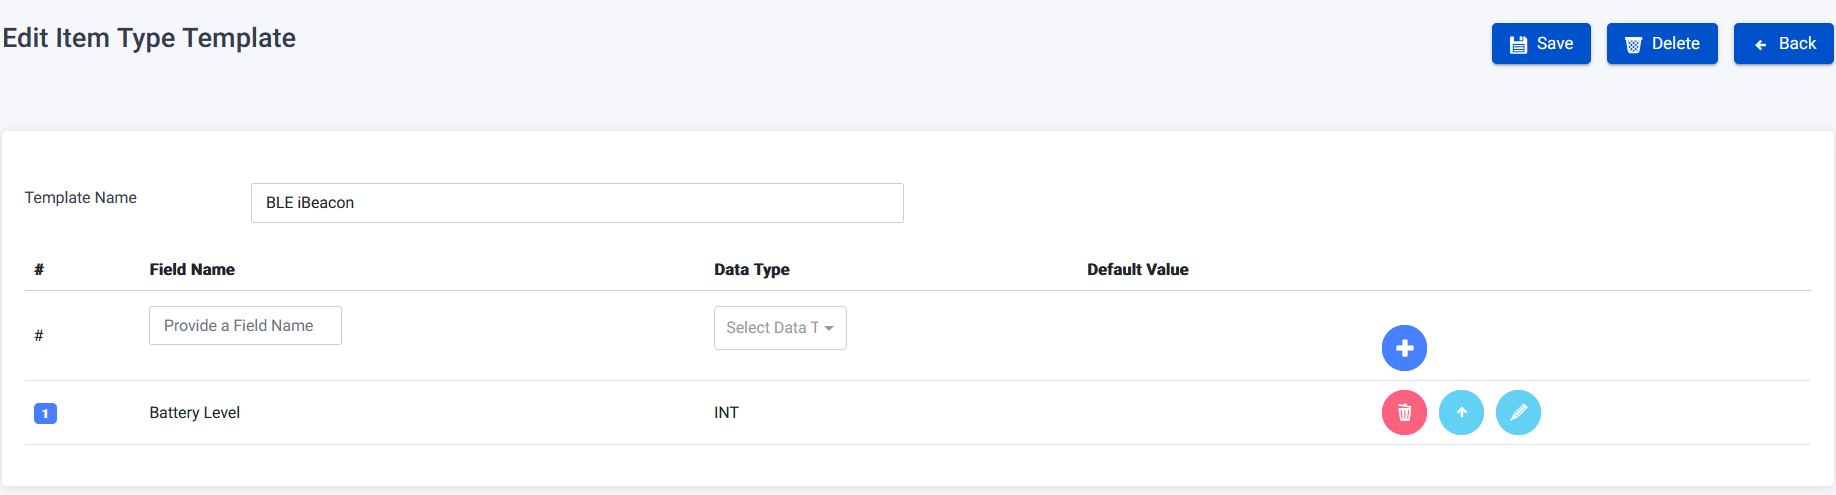 Edit Item Type Template
Save
Delete
Back
Template Name
BLE iBeacon
# Field Name Data Type Default Value
# Provide a Field Name Select Data T
1 Battery Level INT